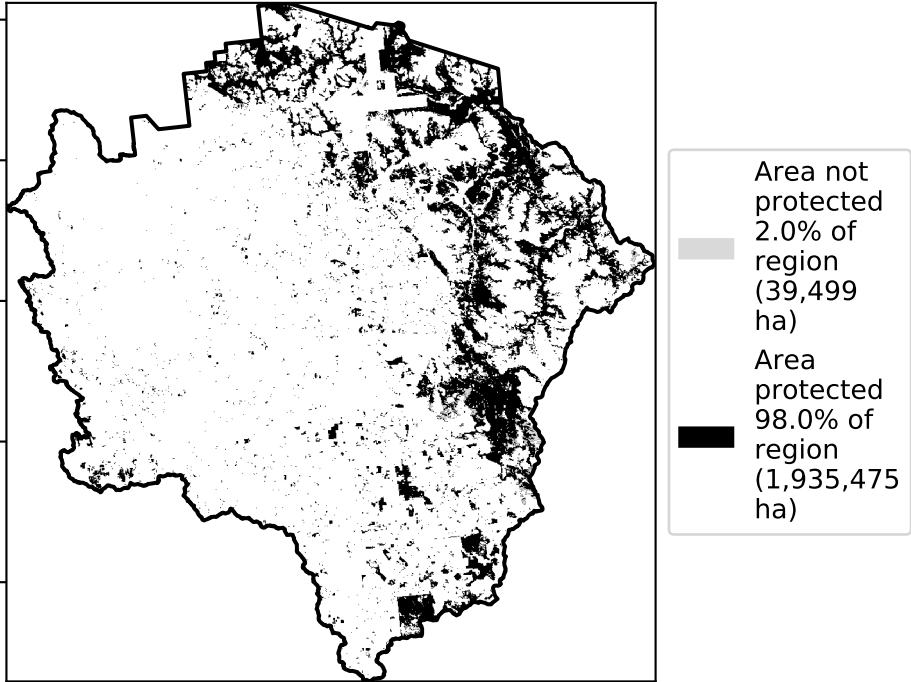 Area not
protected
2.0% of
region
(39,499
ha)
Area
protected
98.0% of
region
(1,935,475
ha)